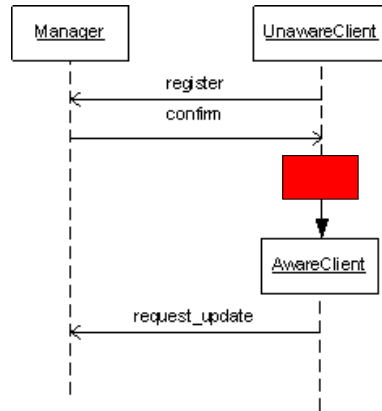 Manager
UnawareClient
register
confirm
AwareClient
request_update